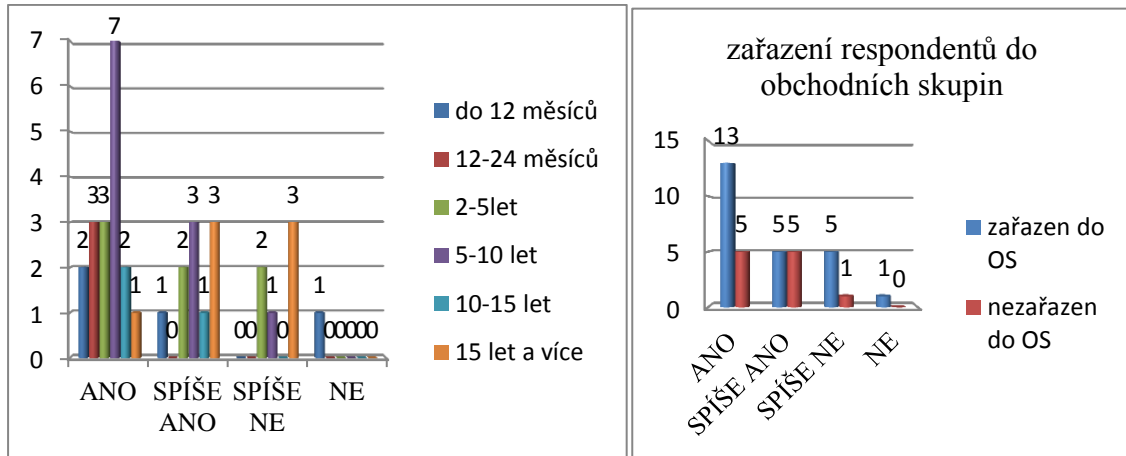 7
6
5
4
3
2
1
0
2
3
3
7
2
1
1
0
2
3
1
3
0
0
2
1
0
3
1
0
0
0
0
0
ANO
SPÍŠE
ANO
SPÍŠE
NE
NE
do 12 měsíců
12-24 měsíců
2-5let
5-10 let
10-15 let
15 let a více
zařazení respondentů do
obchodních skupin
15
10
5
0
13
5
5
5
5
1
1
0
ANO
SPÍŠE ANO
SPÍŠE NE
NE
zařazen do
OS
nezařazen
do OS